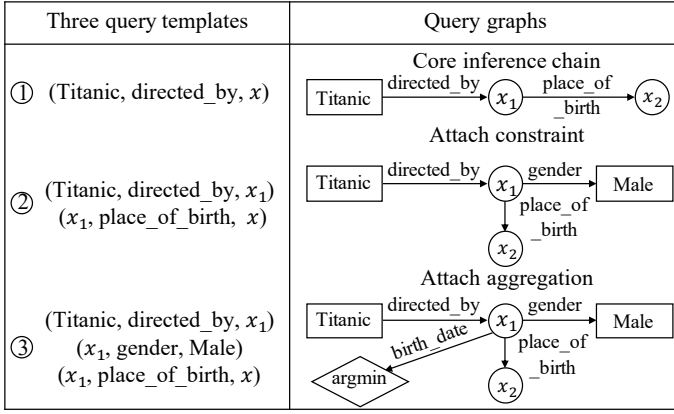 Three query templates
Query graphs
① (Titanic, directed_by, x)
Core inference chain
Titanic directed_by x₁ place_of
_birth x₂
② (Titanic, directed_by, x₁)
(x₁, place_of_birth, x)
Attach constraint
Titanic directed_by x₁ gender Male
place_of
_birth
x₂
③ (Titanic, directed_by, x₁)
(x₁, gender, Male)
(x₁, place_of_birth, x)
Attach aggregation
Titanic directed_by x₁ gender Male
birth_date place_of
_birth
argmin x₂